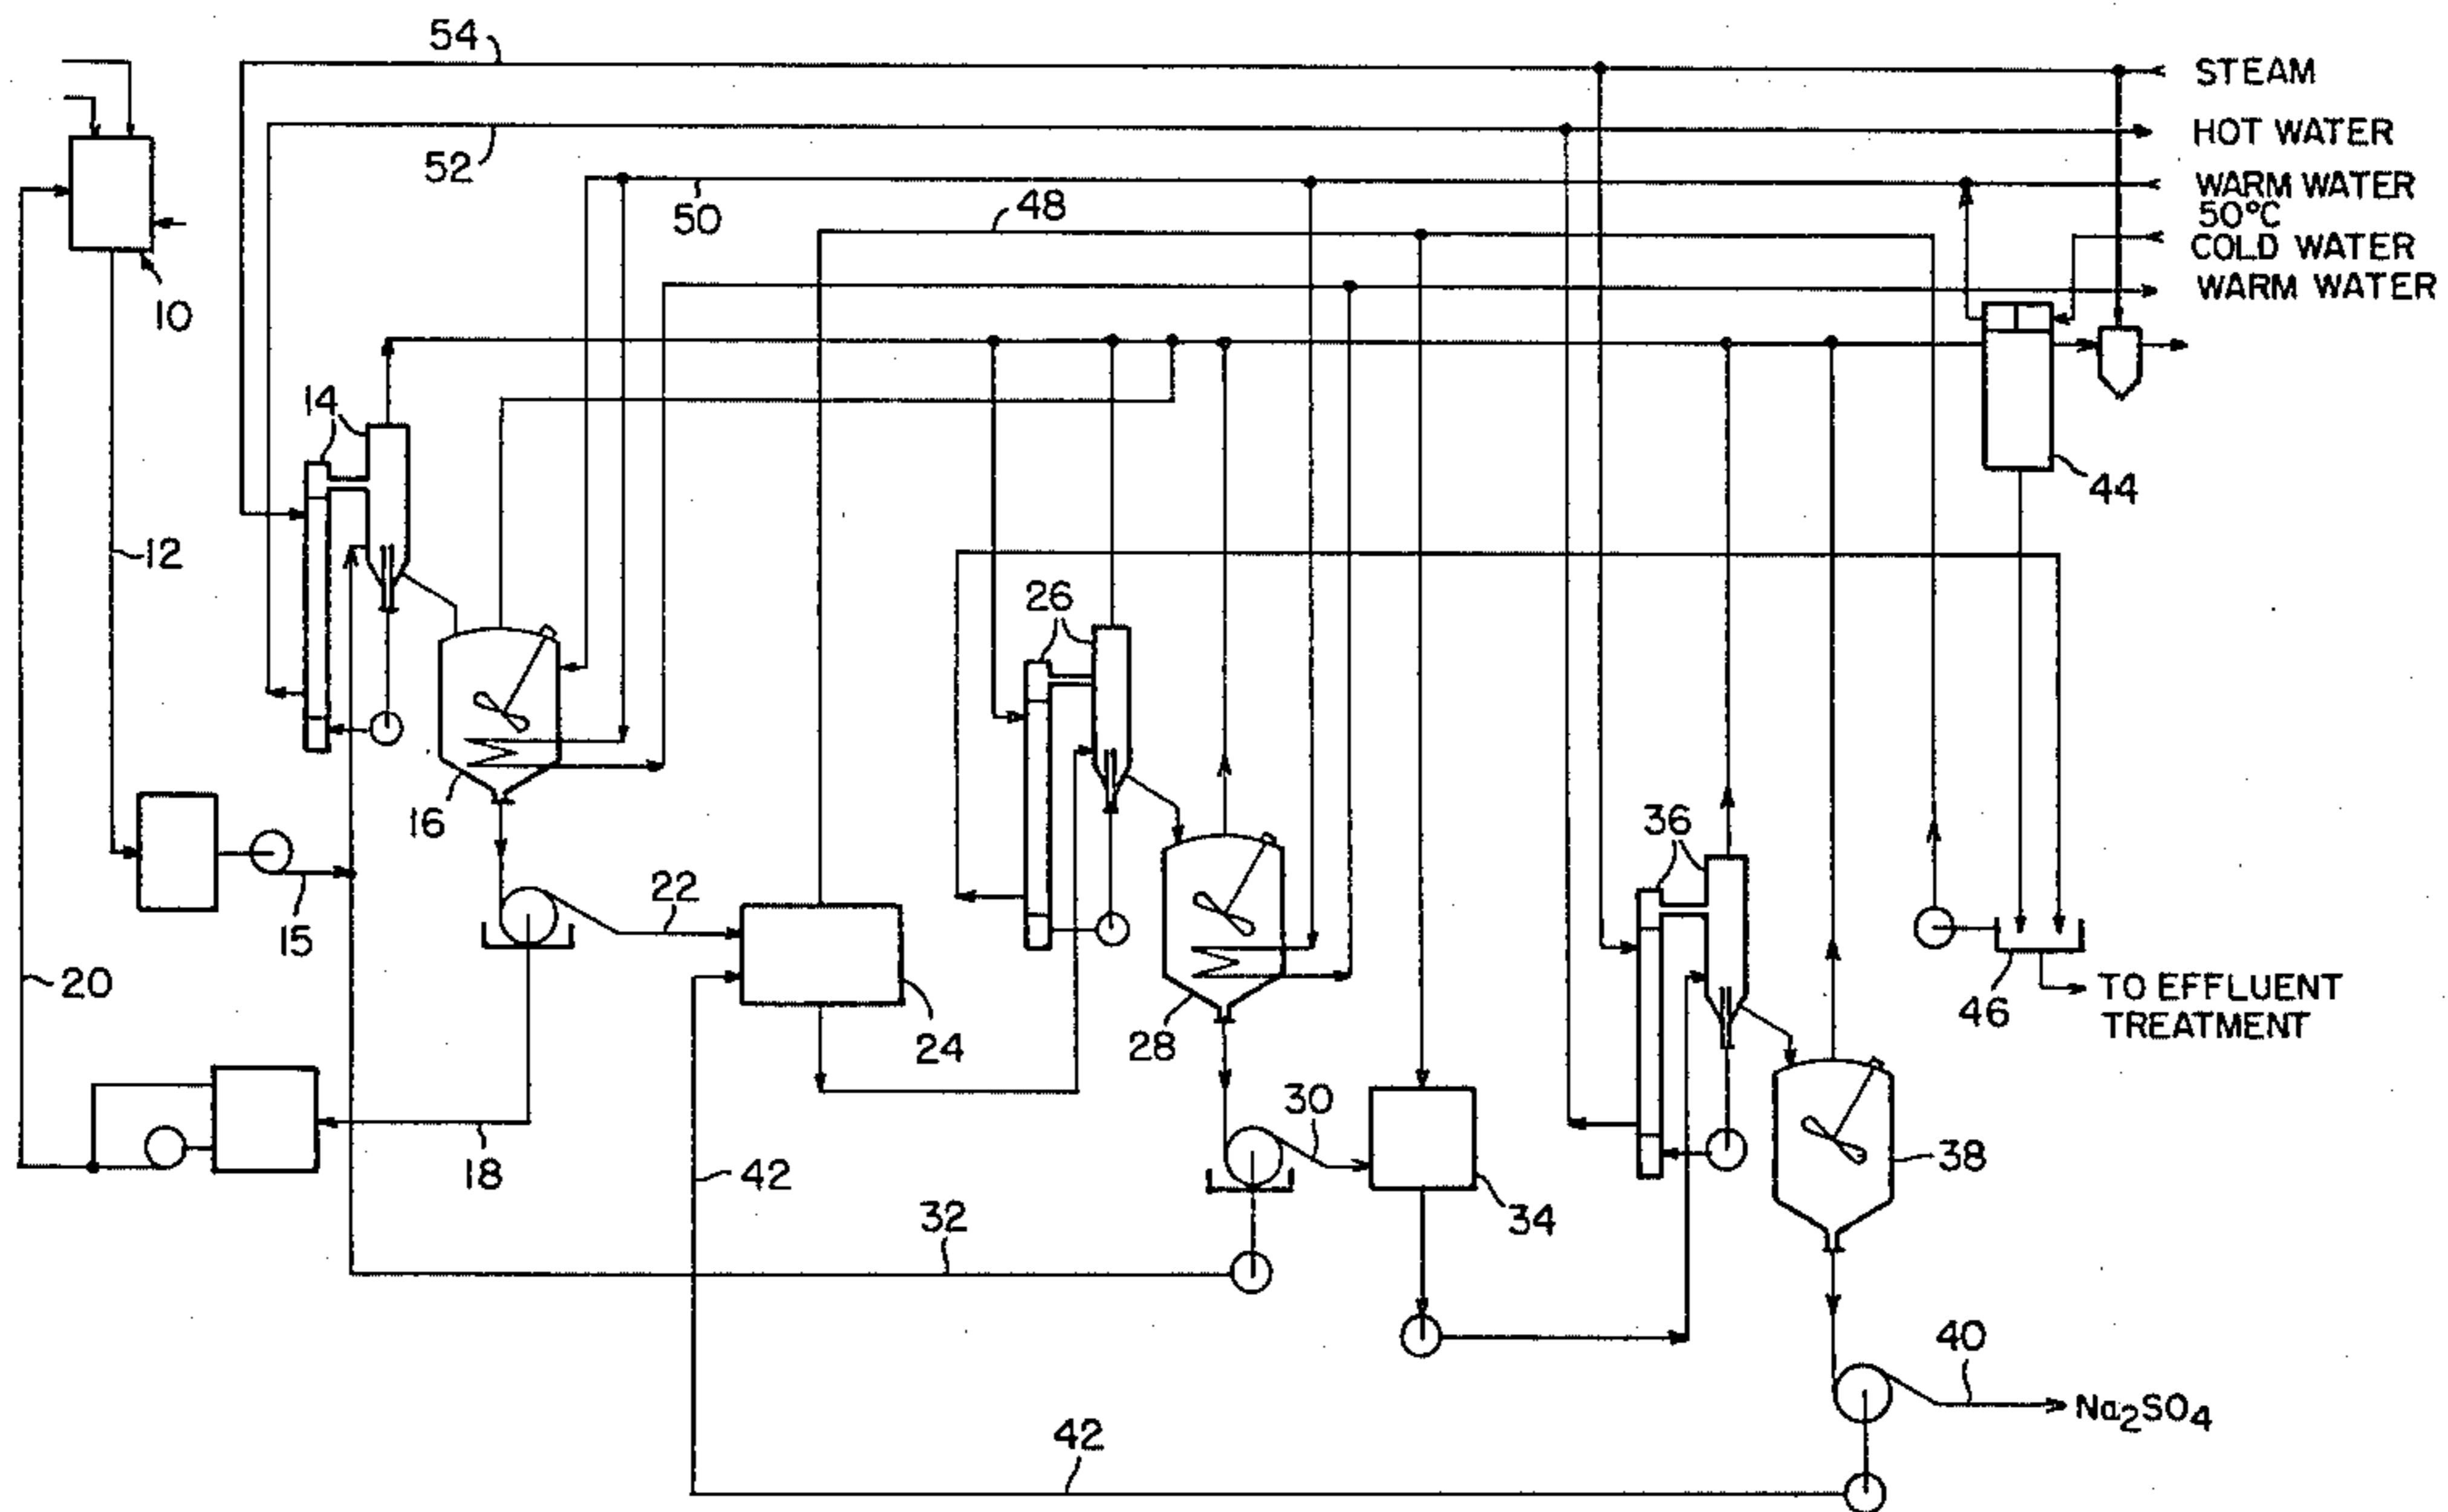 54
STEAM
HOT WATER
52
WARM WATER
50
48
50°C
COLD WATER
WARM WATER
10
14
44
12
26
16
36
22
15
20
24
28
46
TO EFFLUENT
TREATMENT
30
38
18
42
32
34
40
Na2SO4
42